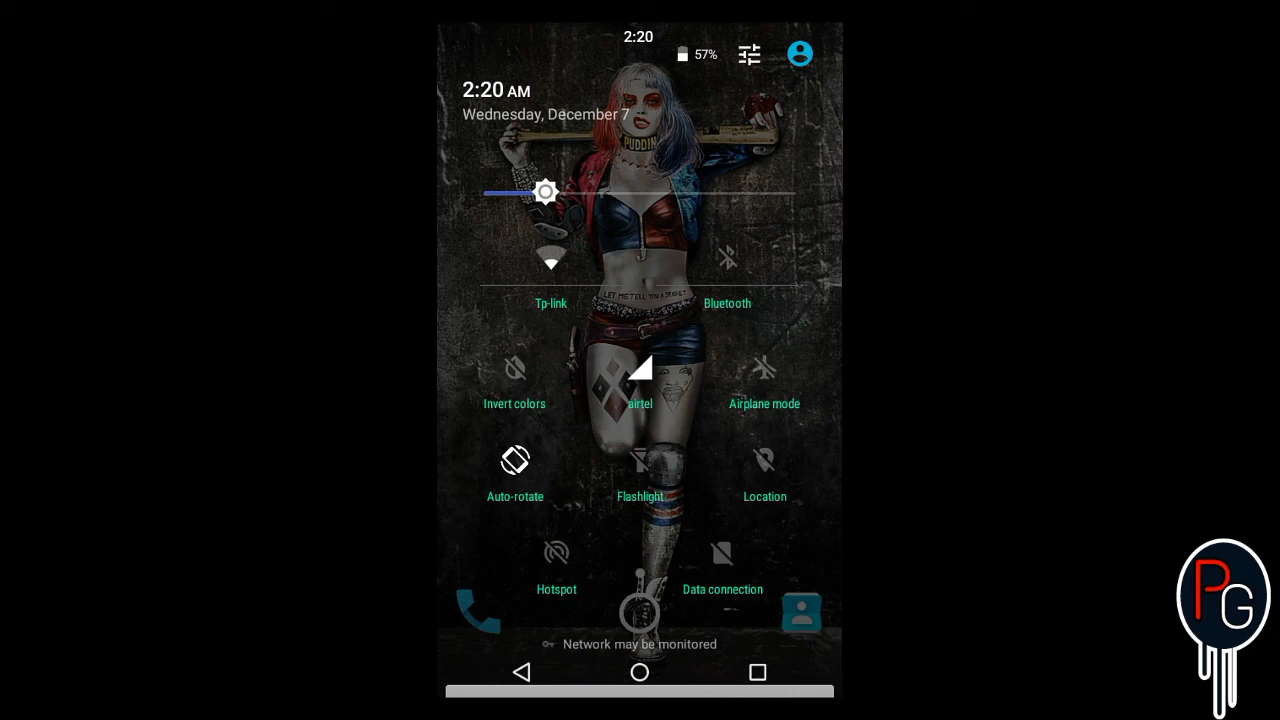 2:20
57%
2:20 AM
Wednesday, December 7
PUDDIN
Tp-link
Bluetooth
Invert colors
airtel
Airplane mode
Auto-rotate
Flashlight
Location
Hotspot
Data connection
Network may be monitored
PG